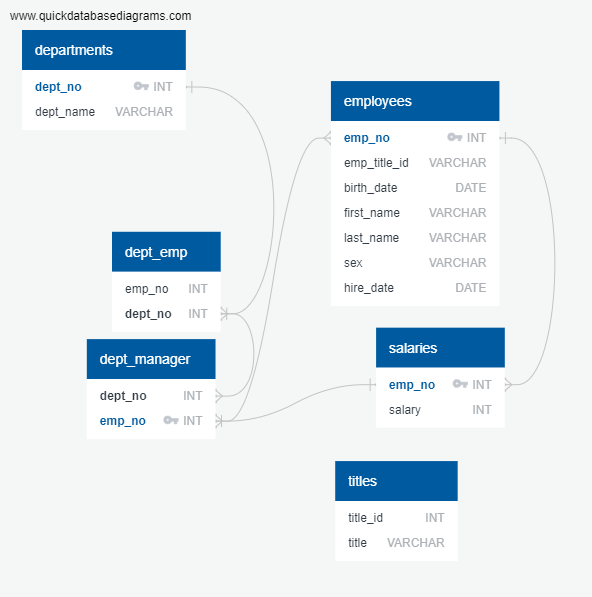 www.quickdatabasediagrams.com
departments
dept_no INT
dept_name VARCHAR
employees
emp_no INT
emp_title_id VARCHAR
birth_date DATE
first_name VARCHAR
last_name VARCHAR
sex VARCHAR
hire_date DATE
dept_emp
emp_no INT
dept_no INT
dept_manager
dept_no INT
emp_no INT
salaries
emp_no INT
salary INT
titles
title_id INT
title VARCHAR